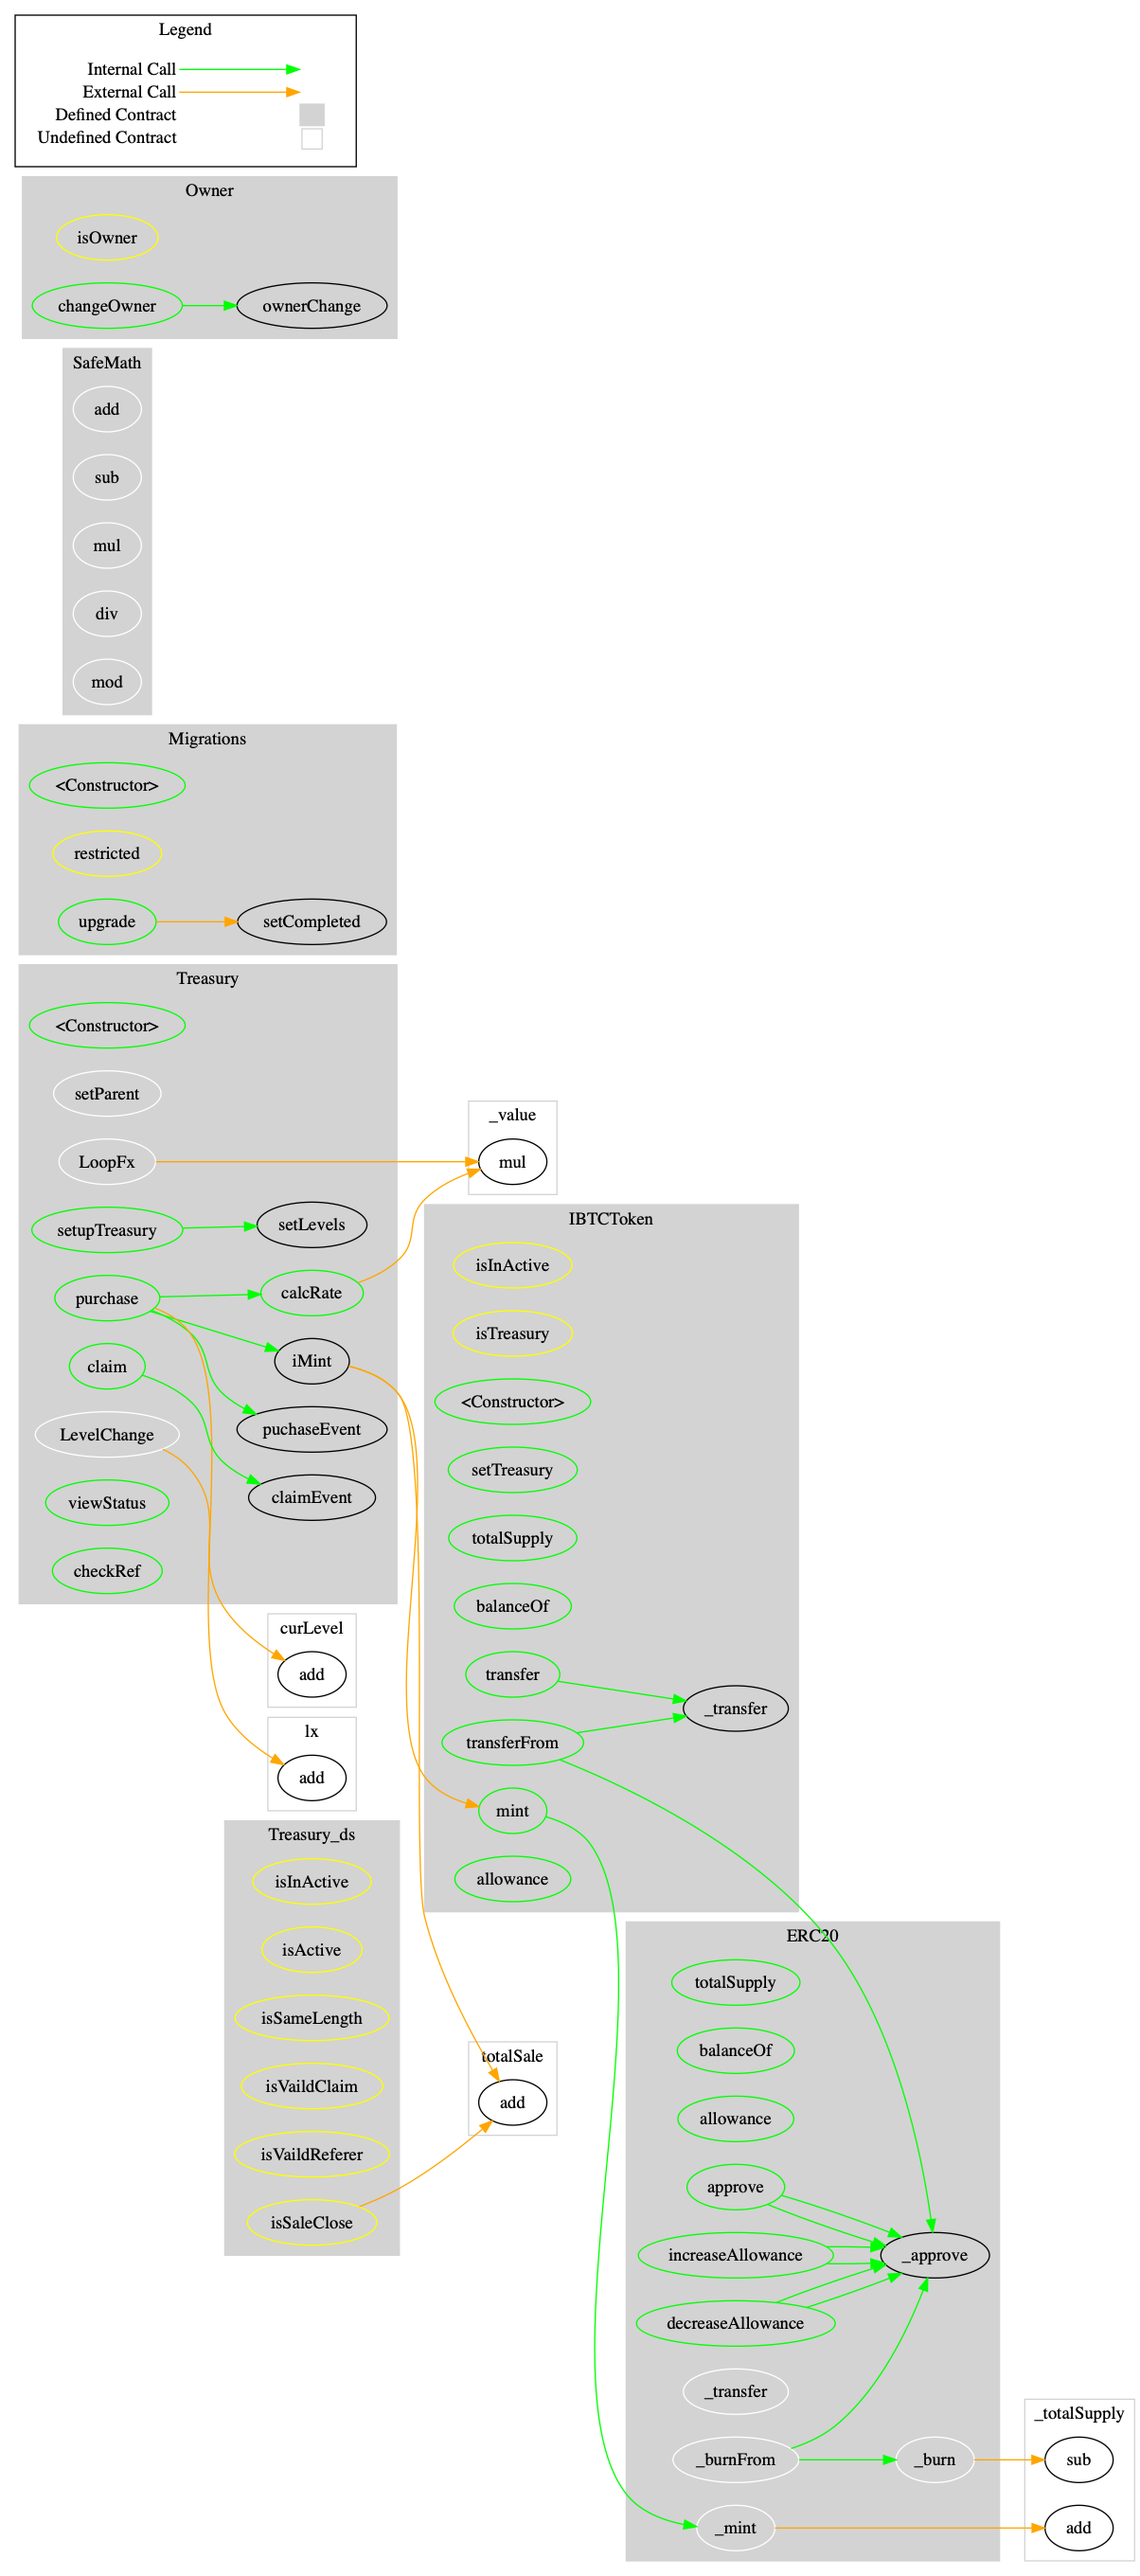 Legend
Internal Call
External Call
Defined Contract
Undefined Contract
Owner
isOwner
changeOwner
ownerChange
SafeMath
add
sub
mul
div
mod
Migrations
<Constructor>
restricted
upgrade
setCompleted
Treasury
<Constructor>
setParent
LoopFx
setupTreasury
setLevels
purchase
calcRate
claim
iMint
LevelChange
puchaseEvent
viewStatus
claimEvent
checkRef
_value
mul
curLevel
add
lx
add
IBTCToken
isInActive
isTreasury
<Constructor>
setTreasury
totalSupply
balanceOf
transfer
_transfer
transferFrom
mint
allowance
Treasury_ds
isInActive
isActive
isSameLength
isVaildClaim
isVaildReferer
isSaleClose
totalSale
add
ERC20
totalSupply
balanceOf
allowance
approve
increaseAllowance
_approve
decreaseAllowance
_transfer
_burnFrom
_burn
_mint
_totalSupply
sub
add